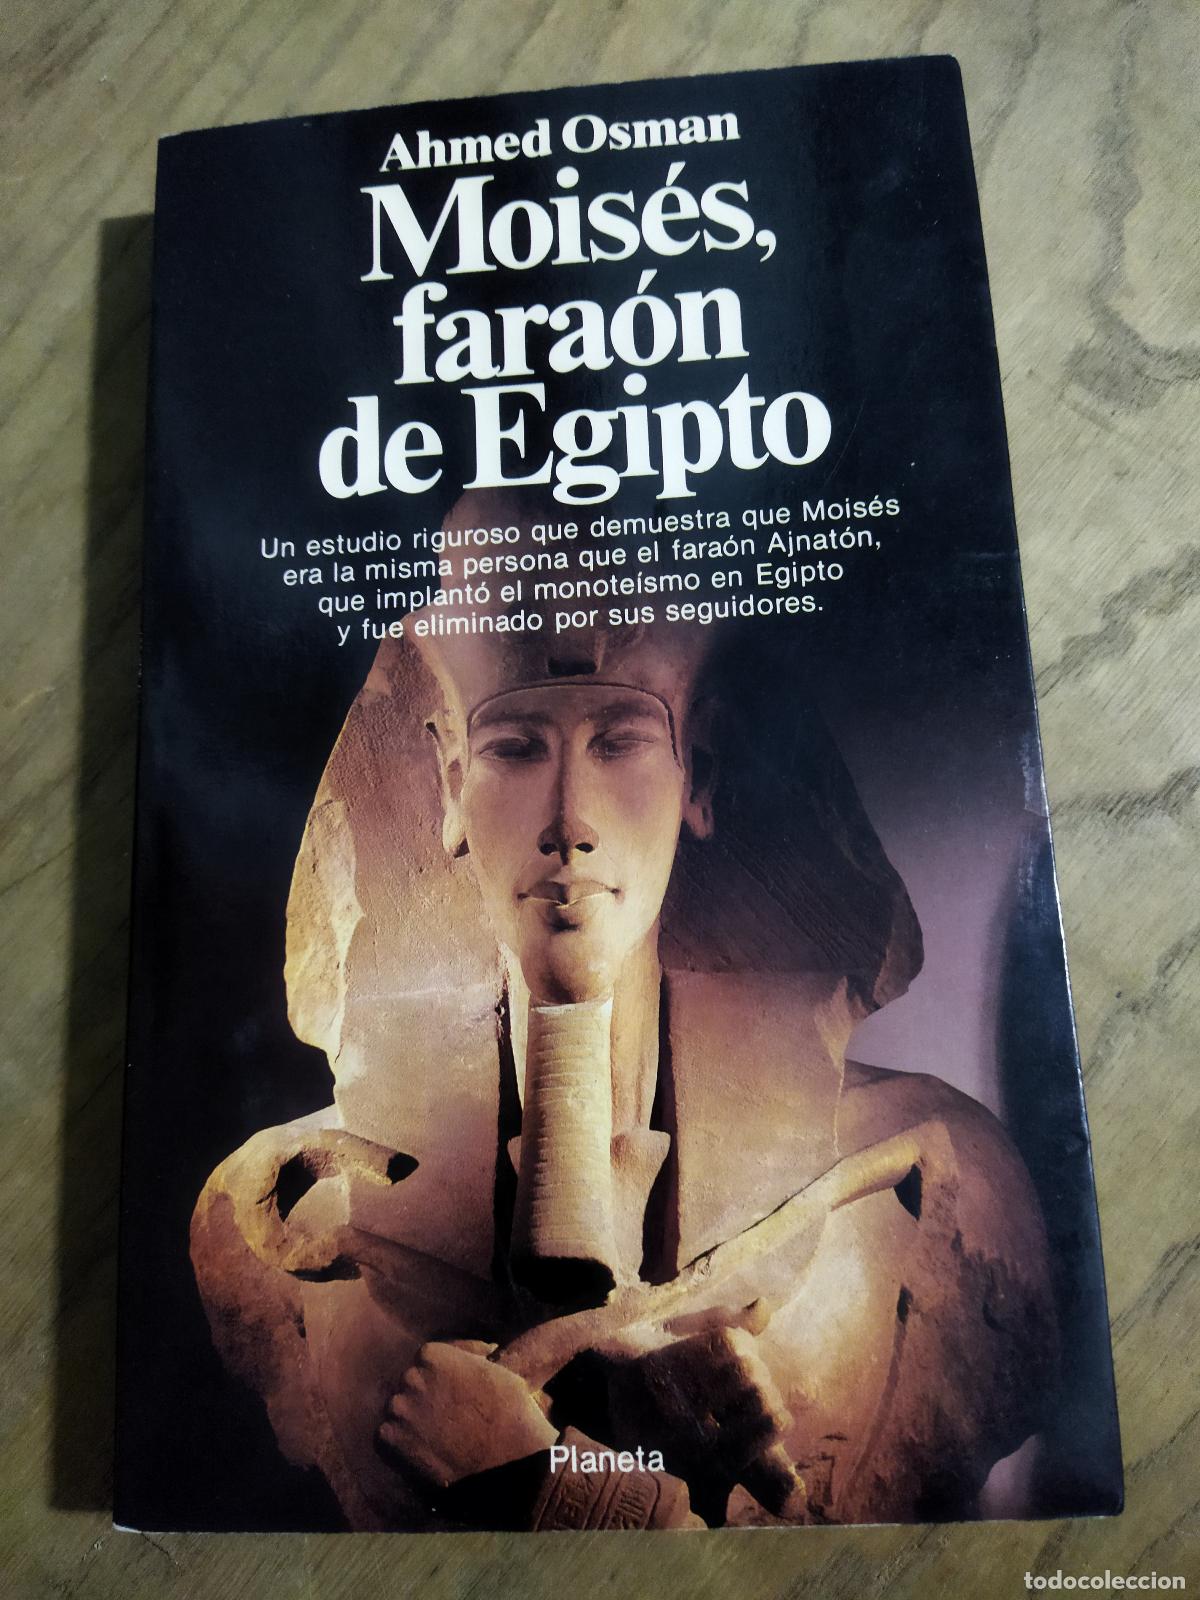 Ahmed Osman
Moisés,
faraón
de Egipto
Un estudio riguroso que demuestra que Moisés
era la misma persona que el faraón Ajnatón,
que implantó el monoteísmo en Egipto
y fue eliminado por sus seguidores.
Planeta
todocoleccion